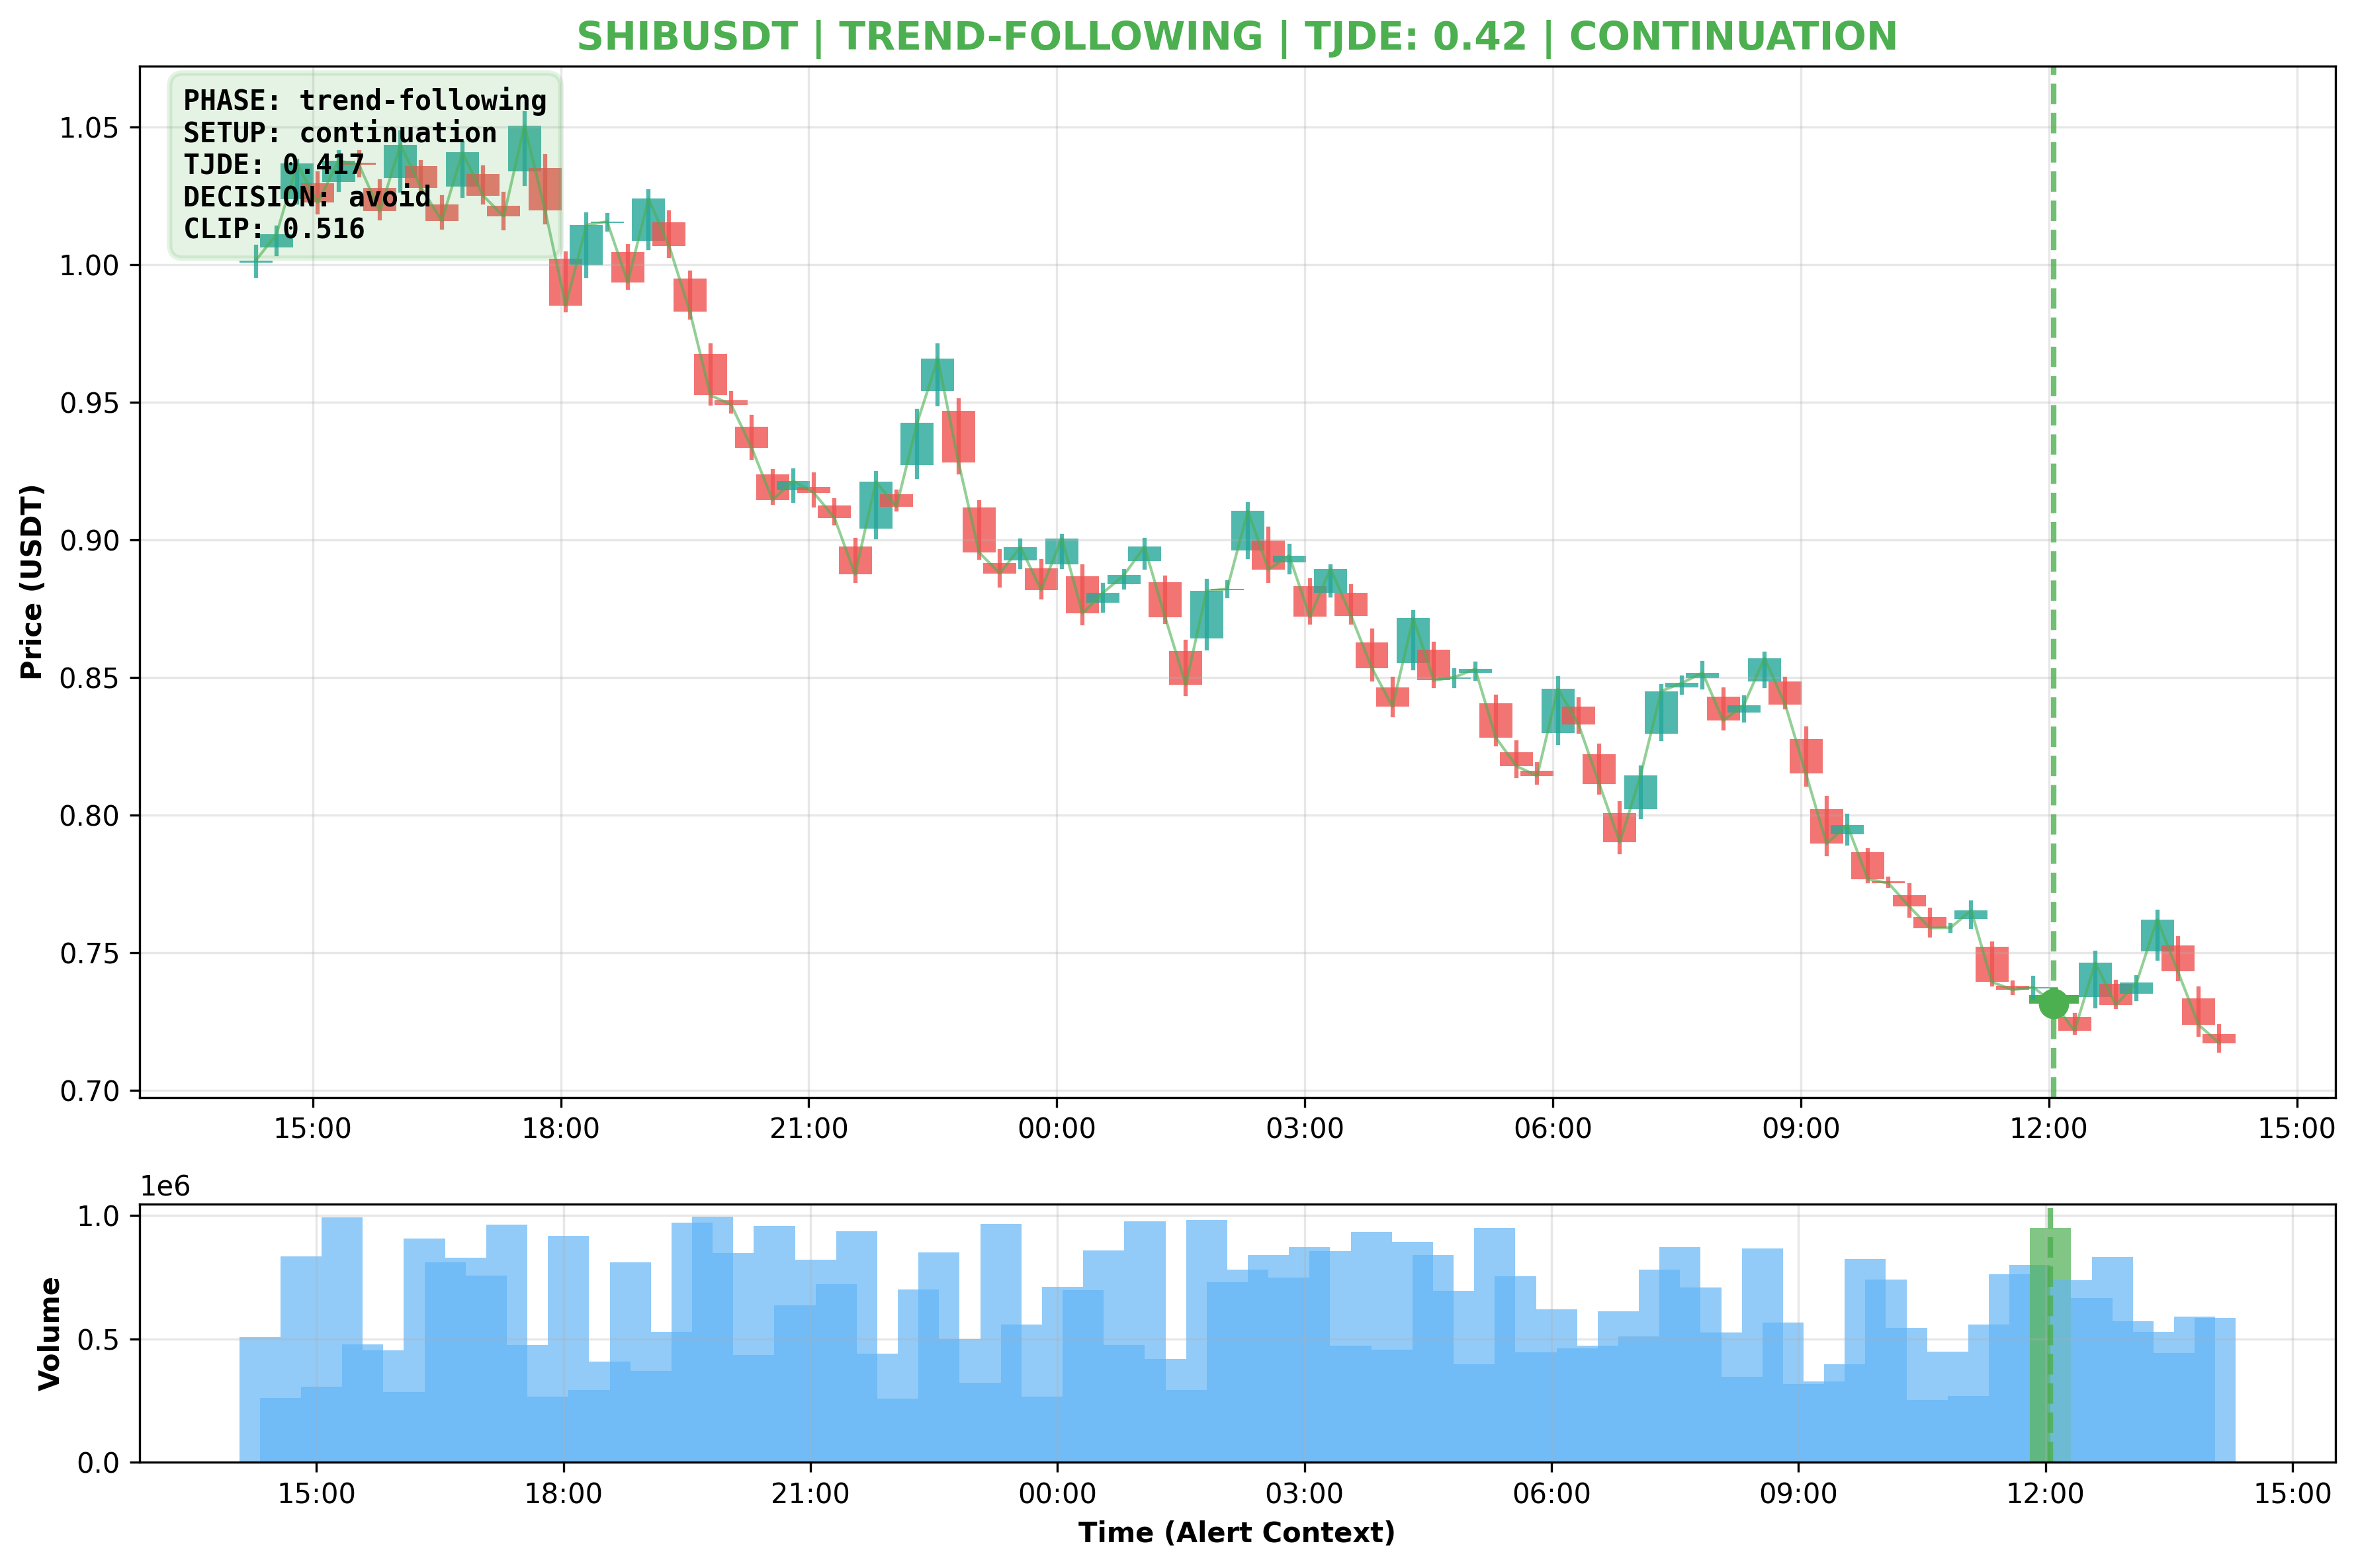 SHIBUSDT | TREND-FOLLOWING | TJDE: 0.42 | CONTINUATION
PHASE: trend-following
SETUP: continuation
TJDE: 0.417
DECISION: avoid
CLIP: 0.516
Price (USDT)
1.05
1.00
0.95
0.90
0.85
0.80
0.75
0.70
15:00 18:00 21:00 00:00 03:00 06:00 09:00 12:00 15:00
1e6
Volume
1.0
0.5
0.0
15:00 18:00 21:00 00:00 03:00 06:00 09:00 12:00 15:00
Time (Alert Context)